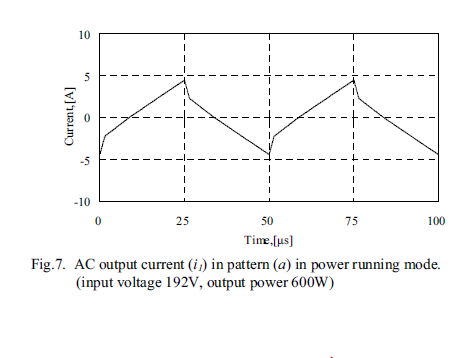 10
5
0
-5
-10
Current,[A]
0 25 50 75 100
Time,[μs]
Fig.7. AC output current (i1) in pattern (a) in power running mode.
(input voltage 192V, output power 600W)